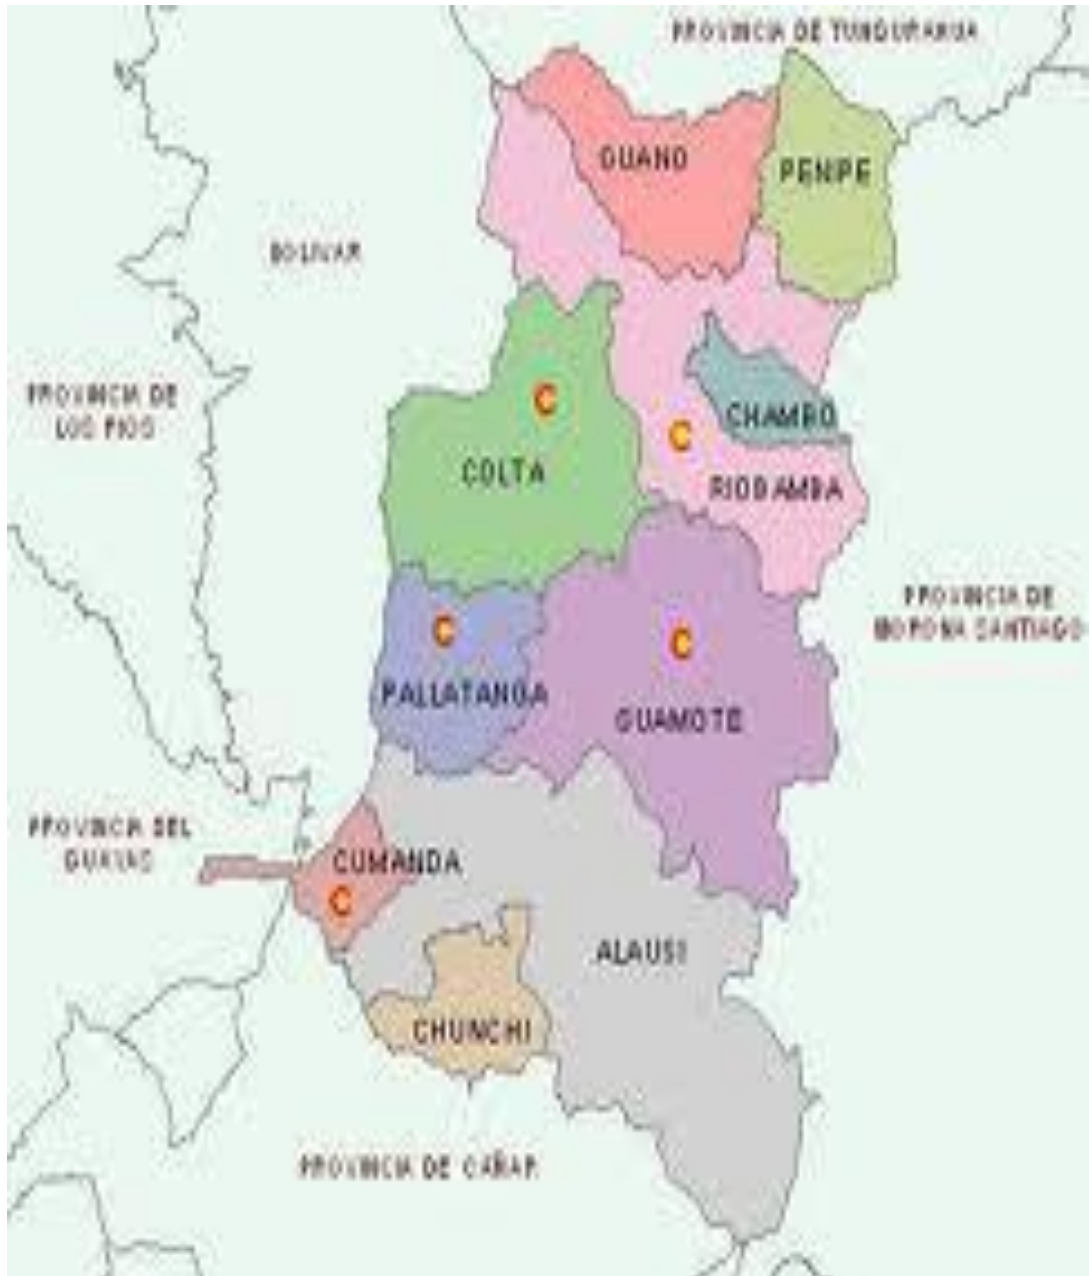 PROVINCIA DE TUNGURAHUA
GUANO
PENIPE
BOLIVAR
PROVINCIA DE
LOS RIOS
C
CHAMBO
C
COLTA
RIOBAMBA
PROVINCIA DE
MORONA SANTIAGO
C
C
PALLATANGA
GUAMOTE
PROVINCIA DEL
GUAYAS
CUMANDA
C
ALAUSI
CHUNCHI
PROVINCIA DE CAÑAR